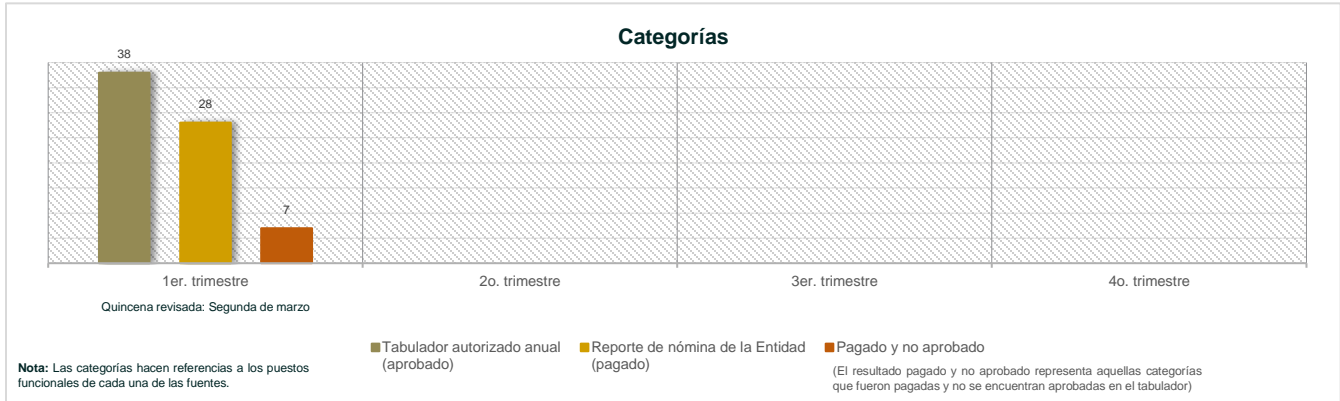 Categorías
38
28
7
1er. trimestre
2o. trimestre
3er. trimestre
4o. trimestre
Quincena revisada: Segunda de marzo
Tabulador autorizado anual
(aprobado)
Reporte de nómina de la Entidad
(pagado)
Pagado y no aprobado
Nota: Las categorías hacen referencias a los puestos
funcionales de cada una de las fuentes.
(El resultado pagado y no aprobado representa aquellas categorías
que fueron pagadas y no se encuentran aprobadas en el tabulador)